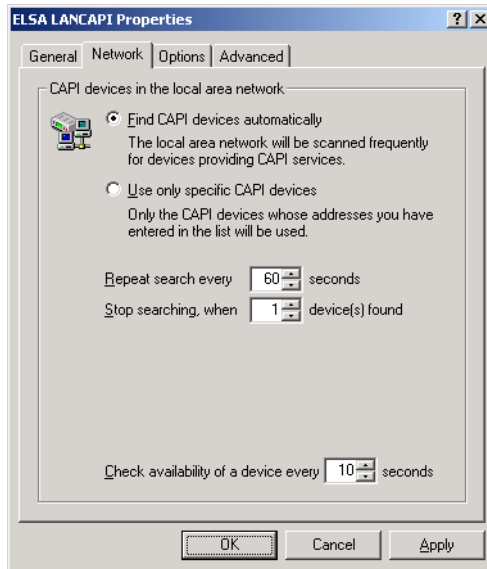 ELSA LANCAPI Properties
General Network Options Advanced
CAPI devices in the local area network
Find CAPI devices automatically
The local area network will be scanned frequently
for devices providing CAPI services.
Use only specific CAPI devices
Only the CAPI devices whose addresses you have
entered in the list will be used.
Repeat search every 60 seconds
Stop searching, when 1 device(s) found
Check availability of a device every 10 seconds
OK Cancel Apply